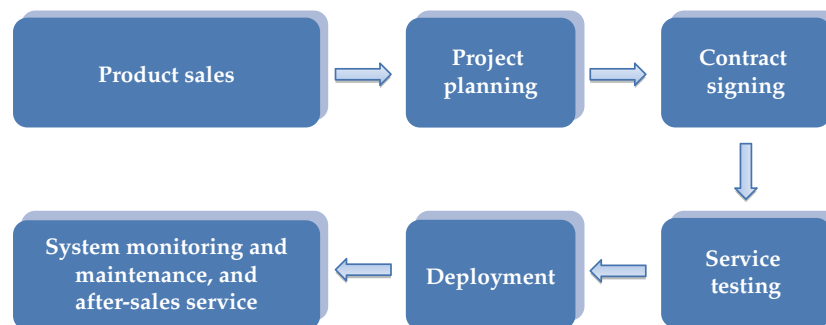 Product sales
Project
planning
Contract
signing
Service
testing
Deployment
System monitoring and
maintenance, and
after-sales service